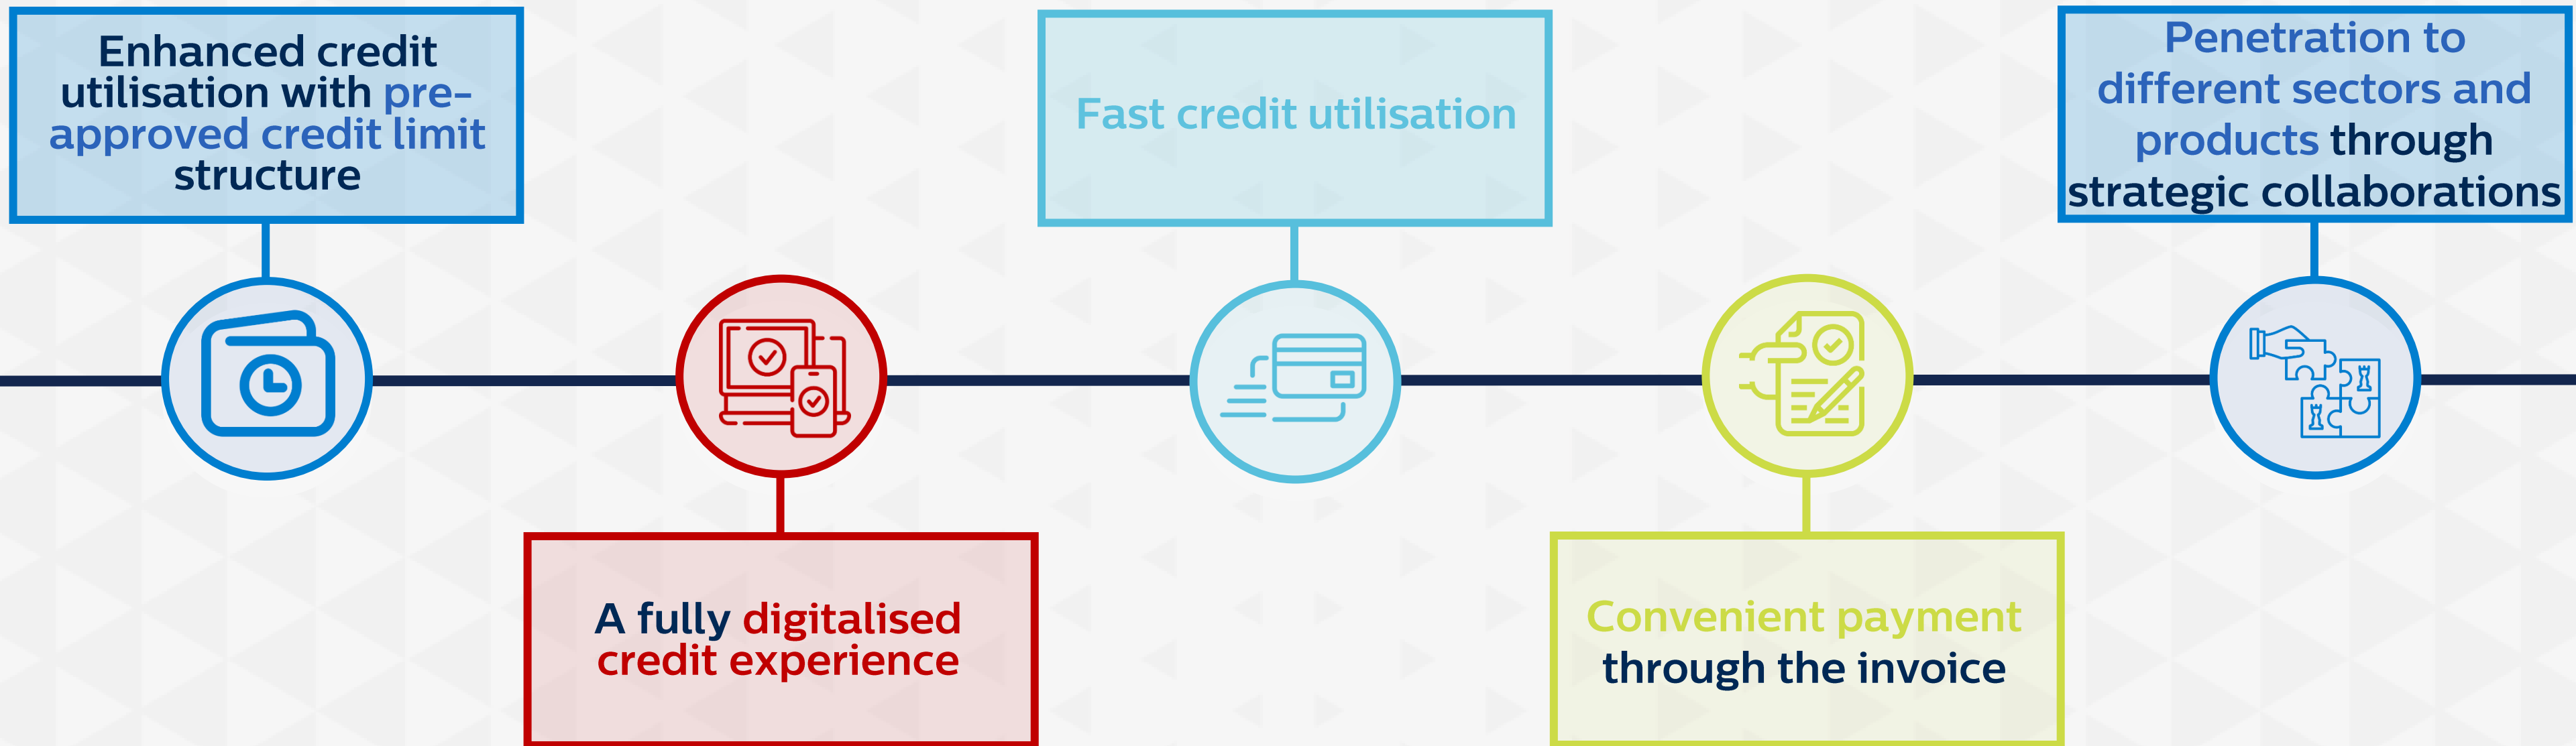 Enhanced credit
utilisation with pre-
approved credit limit
structure
A fully digitalised
credit experience
Fast credit utilisation
Convenient payment
through the invoice
Penetration to
different sectors and
products through
strategic collaborations